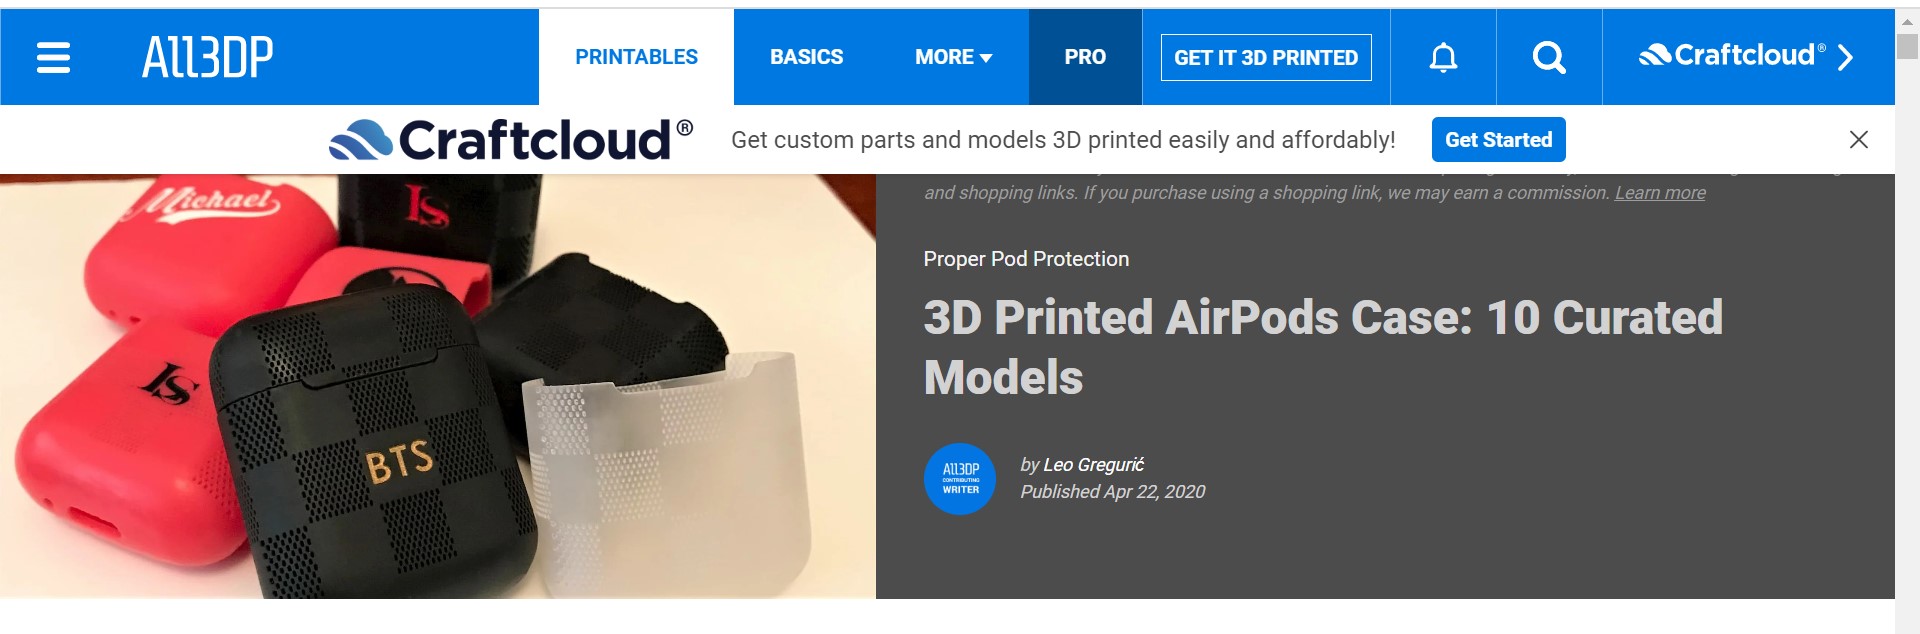 All3DP
PRINTABLES
BASICS
MORE
PRO
GET IT 3D PRINTED
Craftcloud®
Craftcloud®
Get custom parts and models 3D printed easily and affordably!
Get Started
Michael
LS
LS
BTS
and shopping links. If you purchase using a shopping link, we may earn a commission. Learn more
Proper Pod Protection
3D Printed AirPods Case: 10 Curated
Models
All3DP
CONTRIBUTING
WRITER
by Leo Gregurić
Published Apr 22, 2020